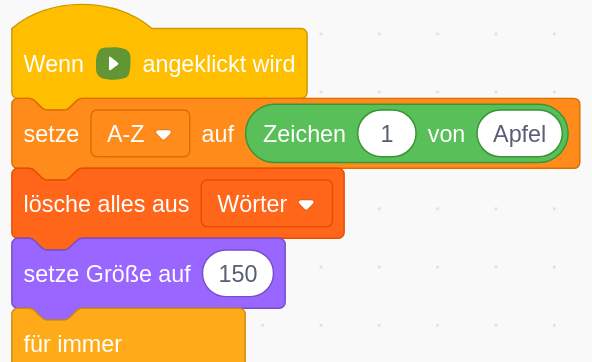 Wenn angeklickt wird
setze A-Z auf Zeichen 1 von Apfel
lösche alles aus Wörter
setze Größe auf 150
für immer